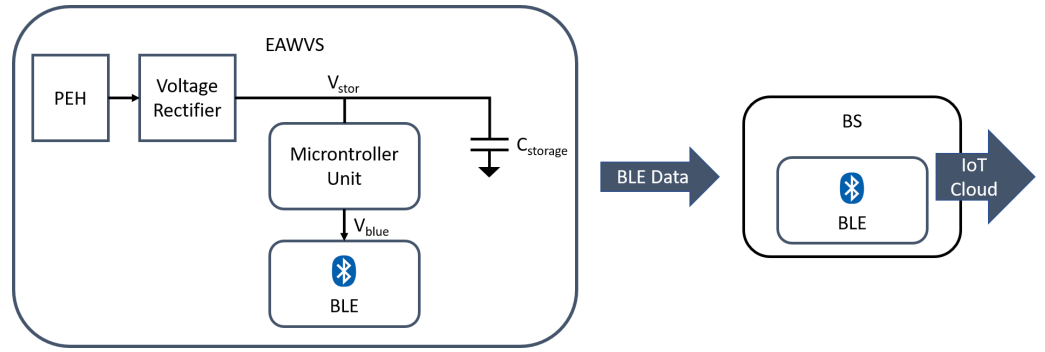 EAWVS
PEH
Voltage
Rectifier
Vstor
Microntroller
Unit
Cstorage
Vblue
BLE
BLE Data
BS
BLE
IoT
Cloud